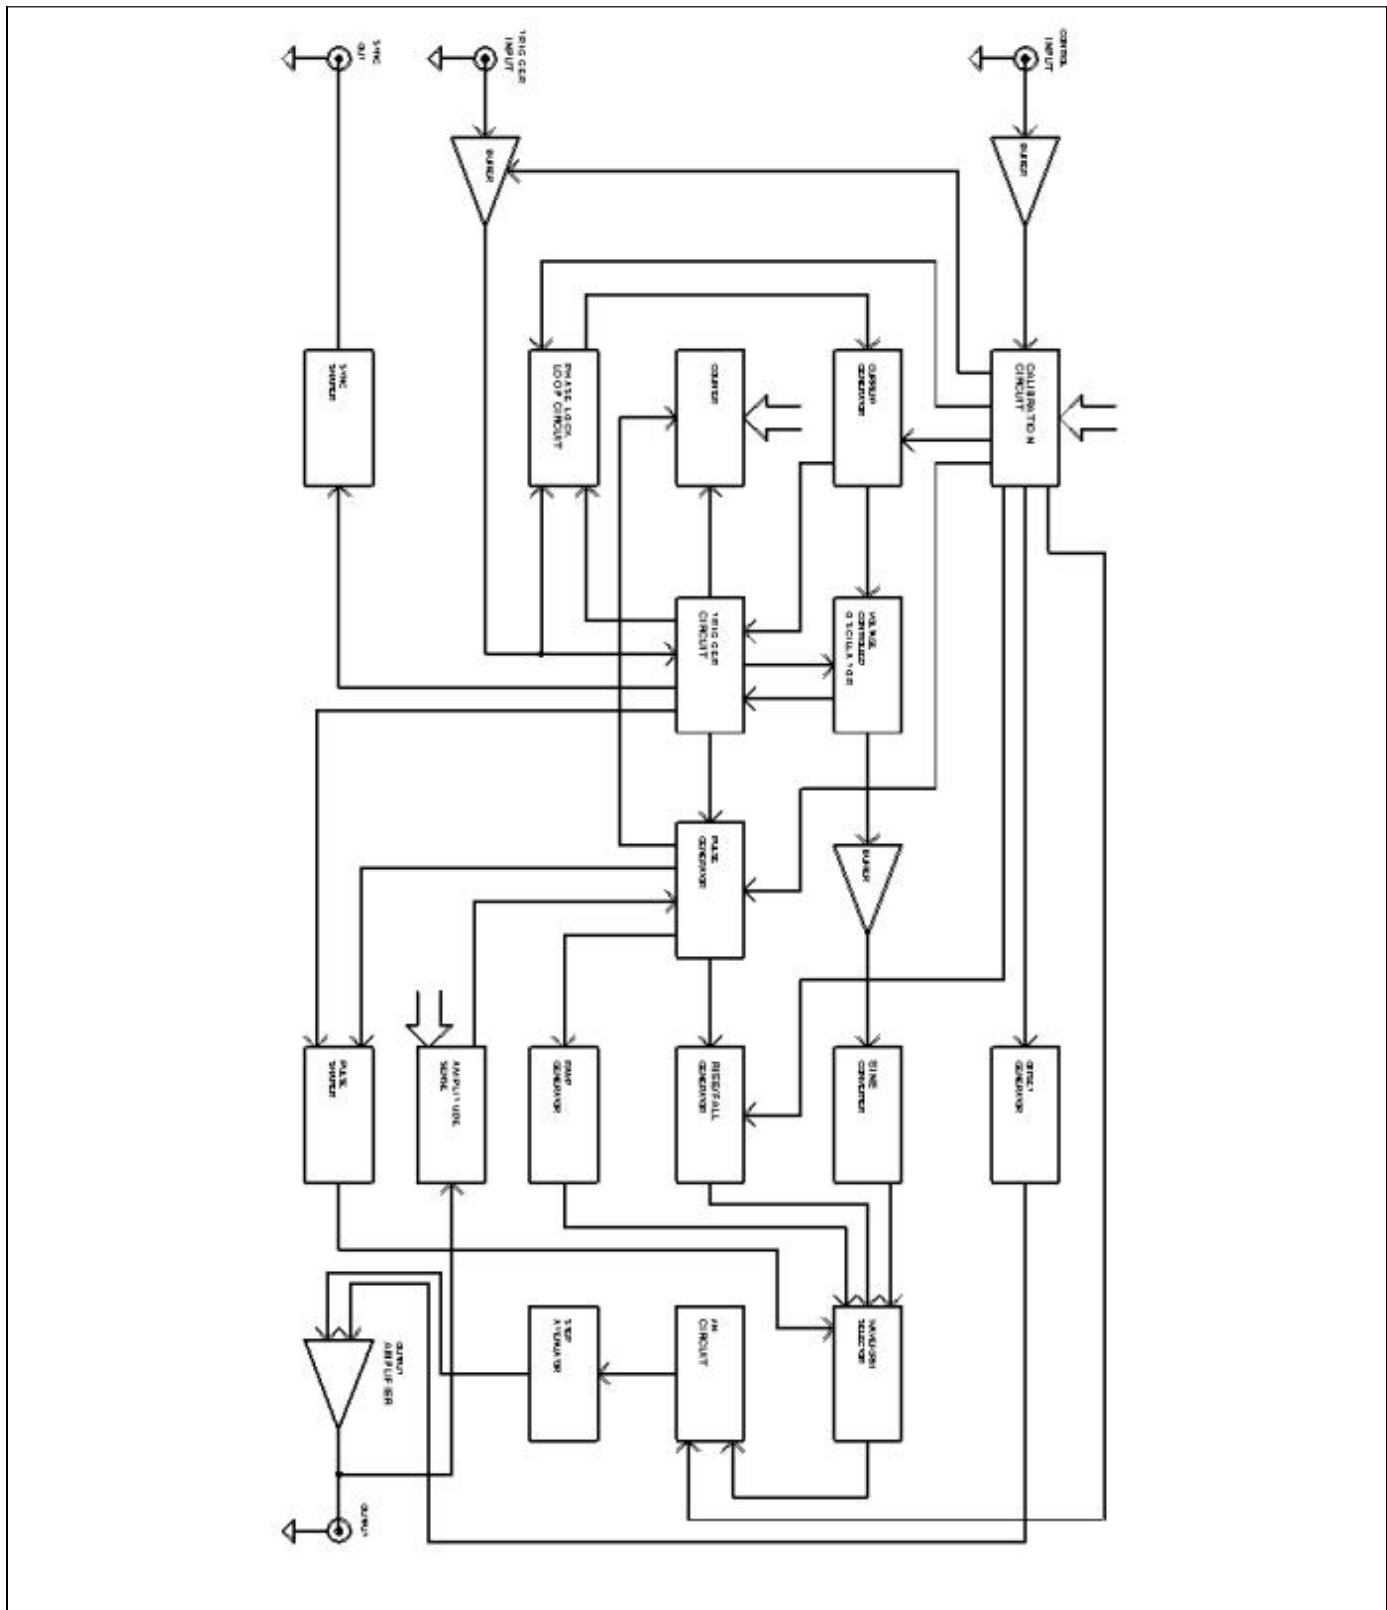 CONTROL
INPUT
BUFFER
CALIBRATION
CIRCUIT
OFFSET
GENERATOR
CURRENT
GENERATOR
VOLTAGE
CONTROLLED
OSCILLATOR
BUFFER
SINE
CONVERTER
WAVEFORM
SELECTOR
COUNTER
TRIGGER
CIRCUIT
PULSE
GENERATOR
RISE/FALL
GENERATOR
AM
CIRCUIT
TRIGGER
INPUT
BUFFER
PHASE LOCK
LOOP CIRCUIT
RAMP
GENERATOR
STEP
AMPLITUDE
SENSE
SYNC
OUT
SYNC
SHAPER
PULSE
SHAPER
OUTPUT
AMPLIFIER
OUTPUT